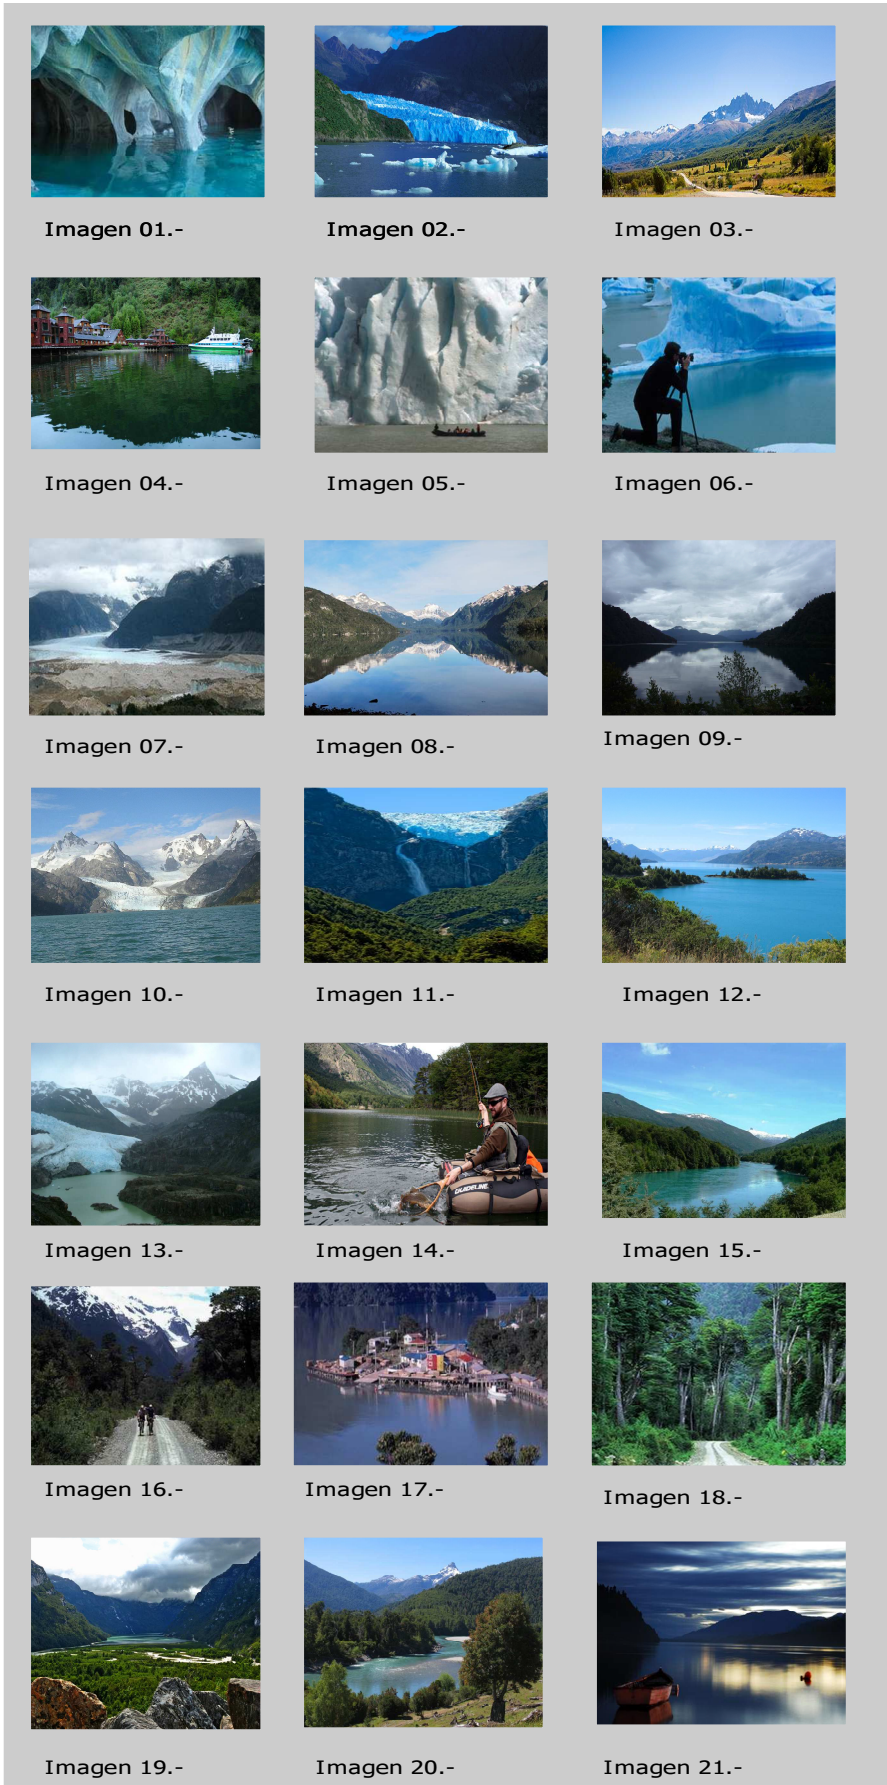 Imagen 01.-
Imagen 02.-
Imagen 03.-
Imagen 04.-
Imagen 05.-
Imagen 06.-
Imagen 07.-
Imagen 08.-
Imagen 09.-
Imagen 10.-
Imagen 11.-
Imagen 12.-
Imagen 13.-
GUIDELINE
Imagen 14.-
Imagen 15.-
Imagen 16.-
Imagen 17.-
Imagen 18.-
Imagen 19.-
Imagen 20.-
Imagen 21.-